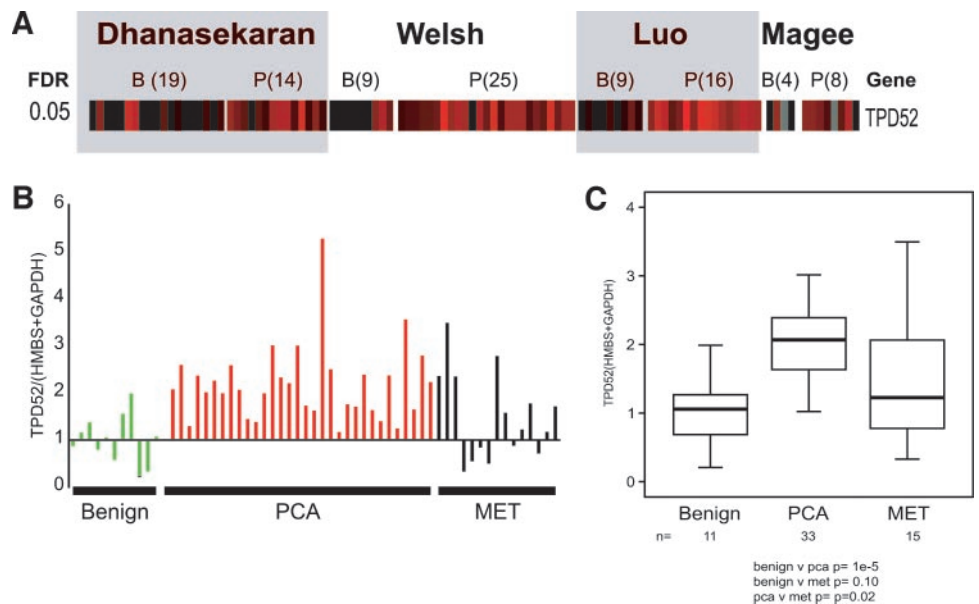 A
Dhanasekaran Welsh Luo Magee
FDR B (19) P(14) B(9) P(25) B(9) P(16) B(4) P(8) Gene
0.05 TPD52
B
TPD52/(HMBS+GAPDH)
6
5
4
3
2
1
0
Benign PCA MET
C
TPD52(HMBS+GAPDH)
4
3
2
1
0
Benign PCA MET
n= 11 33 15
benign v pca p= 1e-5
benign v met p= 0.10
pca v met p= p=0.02